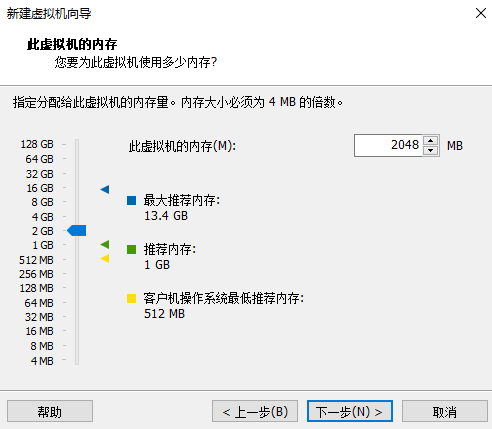 新建虚拟机向导
此虚拟机的内存
您要为此虚拟机使用多少内存?
指定分配给此虚拟机的内存量。内存大小必须为 4 MB 的倍数。
128 GB
64 GB
32 GB
16 GB
8 GB
4 GB
2 GB
1 GB
512 MB
256 MB
128 MB
64 MB
32 MB
16 MB
8 MB
4 MB
此虚拟机的内存(M): 2048 MB
最大推荐内存:
13.4 GB
推荐内存:
1 GB
客户机操作系统最低推荐内存:
512 MB
帮助 < 上一步(B) 下一步(N) > 取消